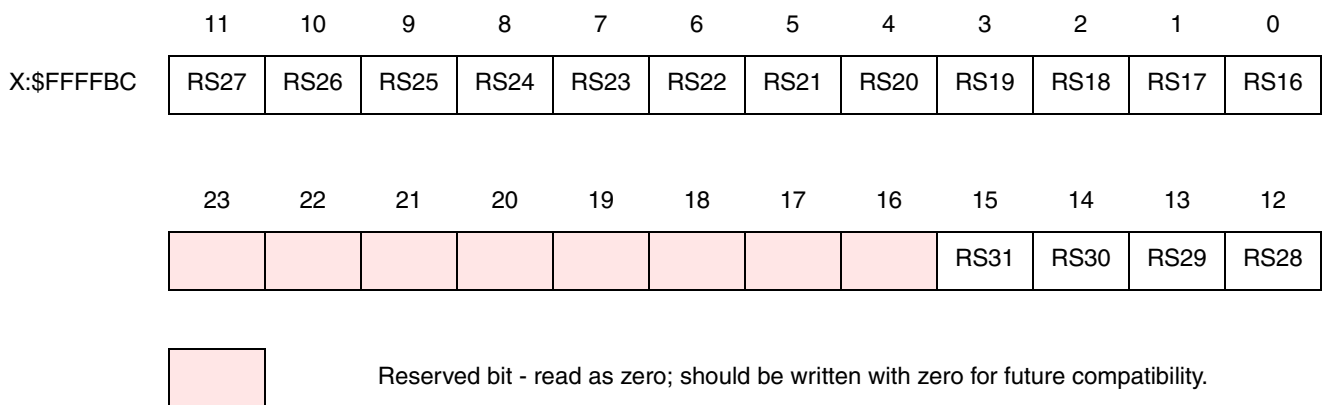 11 10 9 8 7 6 5 4 3 2 1 0
X:$FFFFBC RS27 RS26 RS25 RS24 RS23 RS22 RS21 RS20 RS19 RS18 RS17 RS16
23 22 21 20 19 18 17 16 15 14 13 12
RS31 RS30 RS29 RS28
Reserved bit - read as zero; should be written with zero for future compatibility.